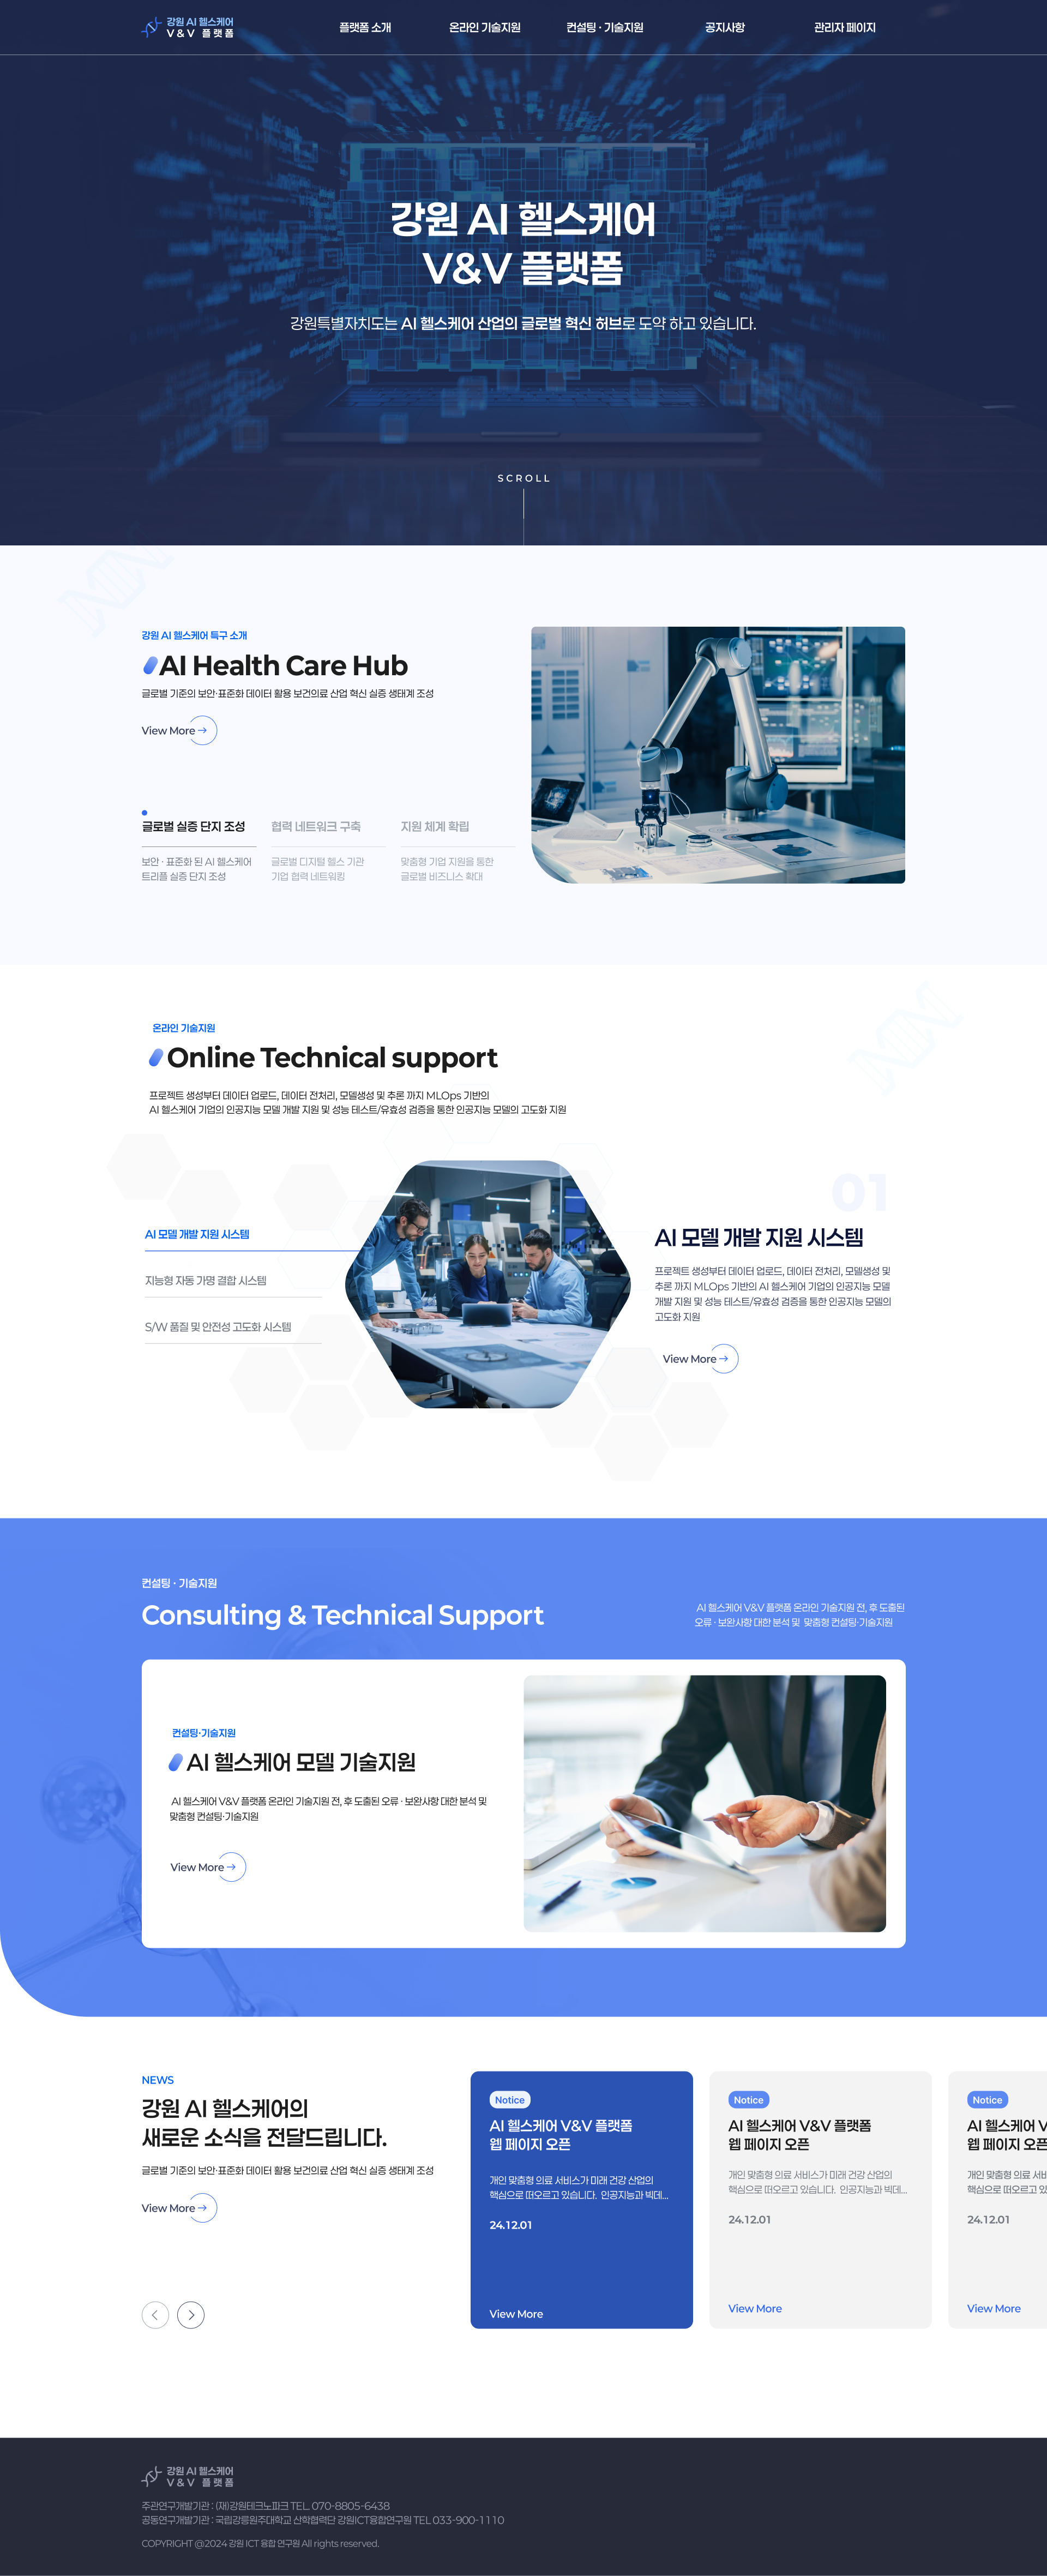 강원 AI 헬스케어
V&V 플랫폼
플랫폼 소개
온라인 기술지원
컨설팅 · 기술지원
공지사항
관리자 페이지
강원 AI 헬스케어
V&V 플랫폼
강원특별자치도는 AI 헬스케어 산업의 글로벌 혁신 허브로 도약 하고 있습니다.
SCROLL
강원 AI 헬스케어 특구 소개
AI Health Care Hub
글로벌 기준의 보안·표준화 데이터 활용 보건의료 산업 혁신 실증 생태계 조성
View More
글로벌 실증 단지 조성
보안 · 표준화 된 AI 헬스케어
트리플 실증 단지 조성
협력 네트워크 구축
글로벌 디지털 헬스 기관
기업 협력 네트워킹
지원 체계 확립
맞춤형 기업 지원을 통한
글로벌 비즈니스 확대
온라인 기술지원
Online Technical support
프로젝트 생성부터 데이터 업로드, 데이터 전처리, 모델생성 및 추론 까지 MLOps 기반의
AI 헬스케어 기업의 인공지능 모델 개발 지원 및 성능 테스트/유효성 검증을 통한 인공지능 모델의 고도화 지원
AI 모델 개발 지원 시스템
지능형 자동 가명 결합 시스템
S/W 품질 및 안전성 고도화 시스템
01
AI 모델 개발 지원 시스템
프로젝트 생성부터 데이터 업로드, 데이터 전처리, 모델생성 및
추론 까지 MLOps 기반의 AI 헬스케어 기업의 인공지능 모델
개발 지원 및 성능 테스트/유효성 검증을 통한 인공지능 모델의
고도화 지원
View More
컨설팅 · 기술지원
Consulting & Technical Support
AI 헬스케어 V&V 플랫폼 온라인 기술지원 전, 후 도출된
오류 · 보완사항 대한 분석 및 맞춤형 컨설팅·기술지원
컨설팅·기술지원
AI 헬스케어 모델 기술지원
AI 헬스케어 V&V 플랫폼 온라인 기술지원 전, 후 도출된 오류 · 보완사항 대한 분석 및
맞춤형 컨설팅·기술지원
View More
NEWS
강원 AI 헬스케어의
새로운 소식을 전달드립니다.
글로벌 기준의 보안·표준화 데이터 활용 보건의료 산업 혁신 실증 생태계 조성
View More
Notice
AI 헬스케어 V&V 플랫폼
웹 페이지 오픈
개인 맞춤형 의료 서비스가 미래 건강 산업의
핵심으로 떠오르고 있습니다. 인공지능과 빅데...
24.12.01
View More
Notice
AI 헬스케어 V&V 플랫폼
웹 페이지 오픈
개인 맞춤형 의료 서비스가 미래 건강 산업의
핵심으로 떠오르고 있습니다. 인공지능과 빅데...
24.12.01
View More
Notice
AI 헬스케어 V
웹 페이지 오픈
개인 맞춤형 의료 서비
핵심으로 떠오르고 있
24.12.01
View More
강원 AI 헬스케어
V&V 플랫폼
주관연구개발기관 : (재)강원테크노파크 TEL. 070-8805-6438
공동연구개발기관 : 국립강릉원주대학교 산학협력단 강원ICT융합연구원 TEL 033-900-1110
COPYRIGHT @2024 강원 ICT 융합 연구원 All rights reserved.